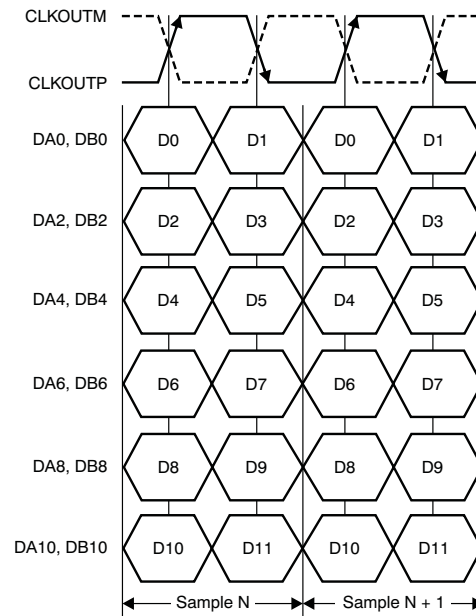 CLKOUTM
CLKOUTP
DA0, DB0 D0 D1 D0 D1
DA2, DB2 D2 D3 D2 D3
DA4, DB4 D4 D5 D4 D5
DA6, DB6 D6 D7 D6 D7
DA8, DB8 D8 D9 D8 D9
DA10, DB10 D10 D11 D10 D11
Sample N Sample N + 1